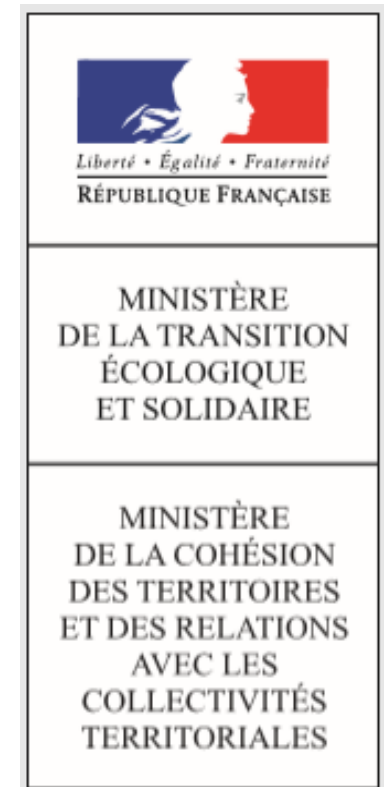 Liberté • Égalité • Fraternité
RÉPUBLIQUE FRANÇAISE
MINISTÈRE
DE LA TRANSITION
ÉCOLOGIQUE
ET SOLIDAIRE
MINISTÈRE
DE LA COHÉSION
DES TERRITOIRES
ET DES RELATIONS
AVEC LES
COLLECTIVITÉS
TERRITORIALES